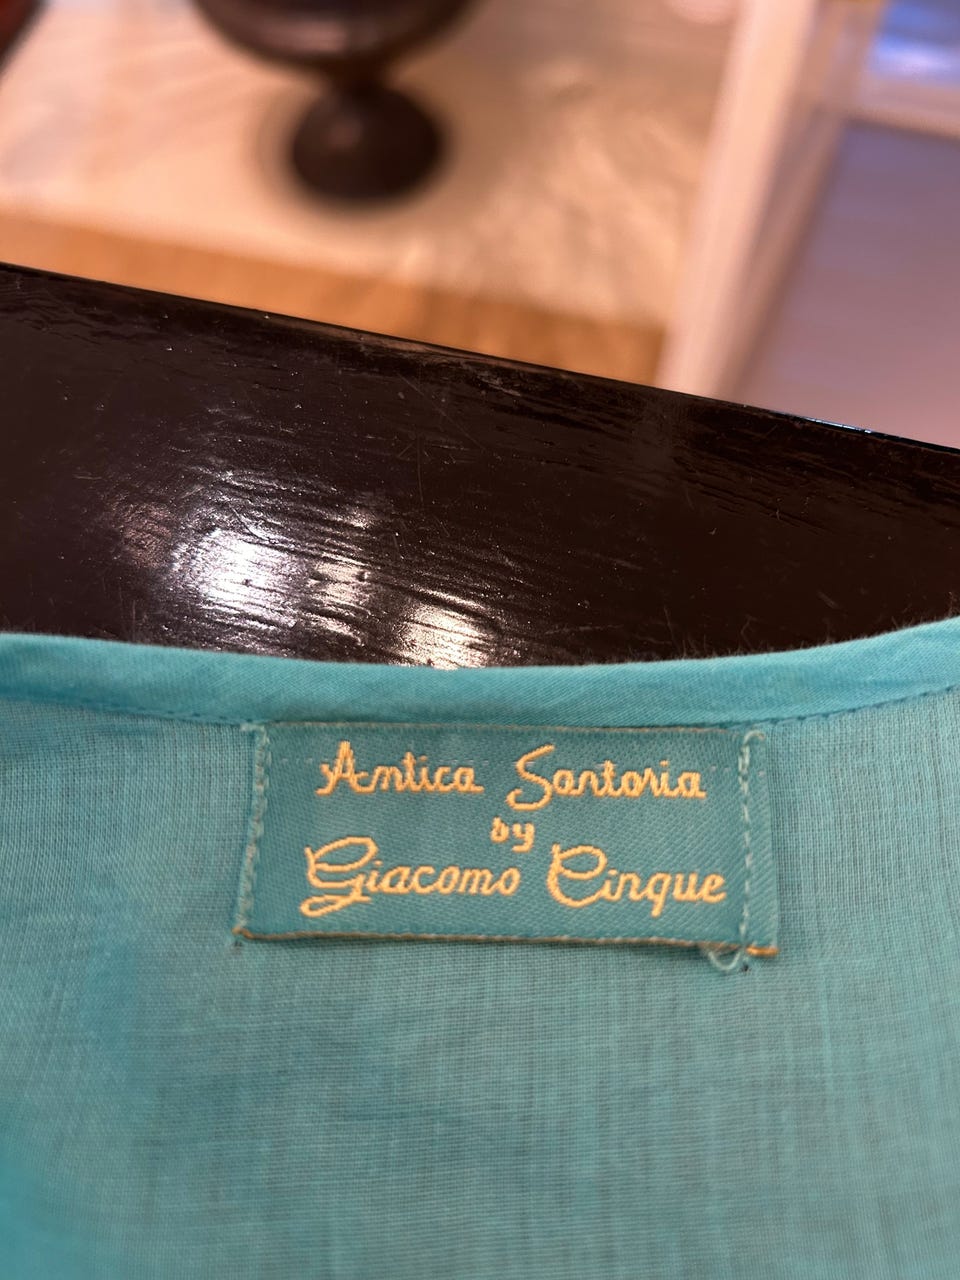 Antica Sartoria
by
Giacomo Cinque